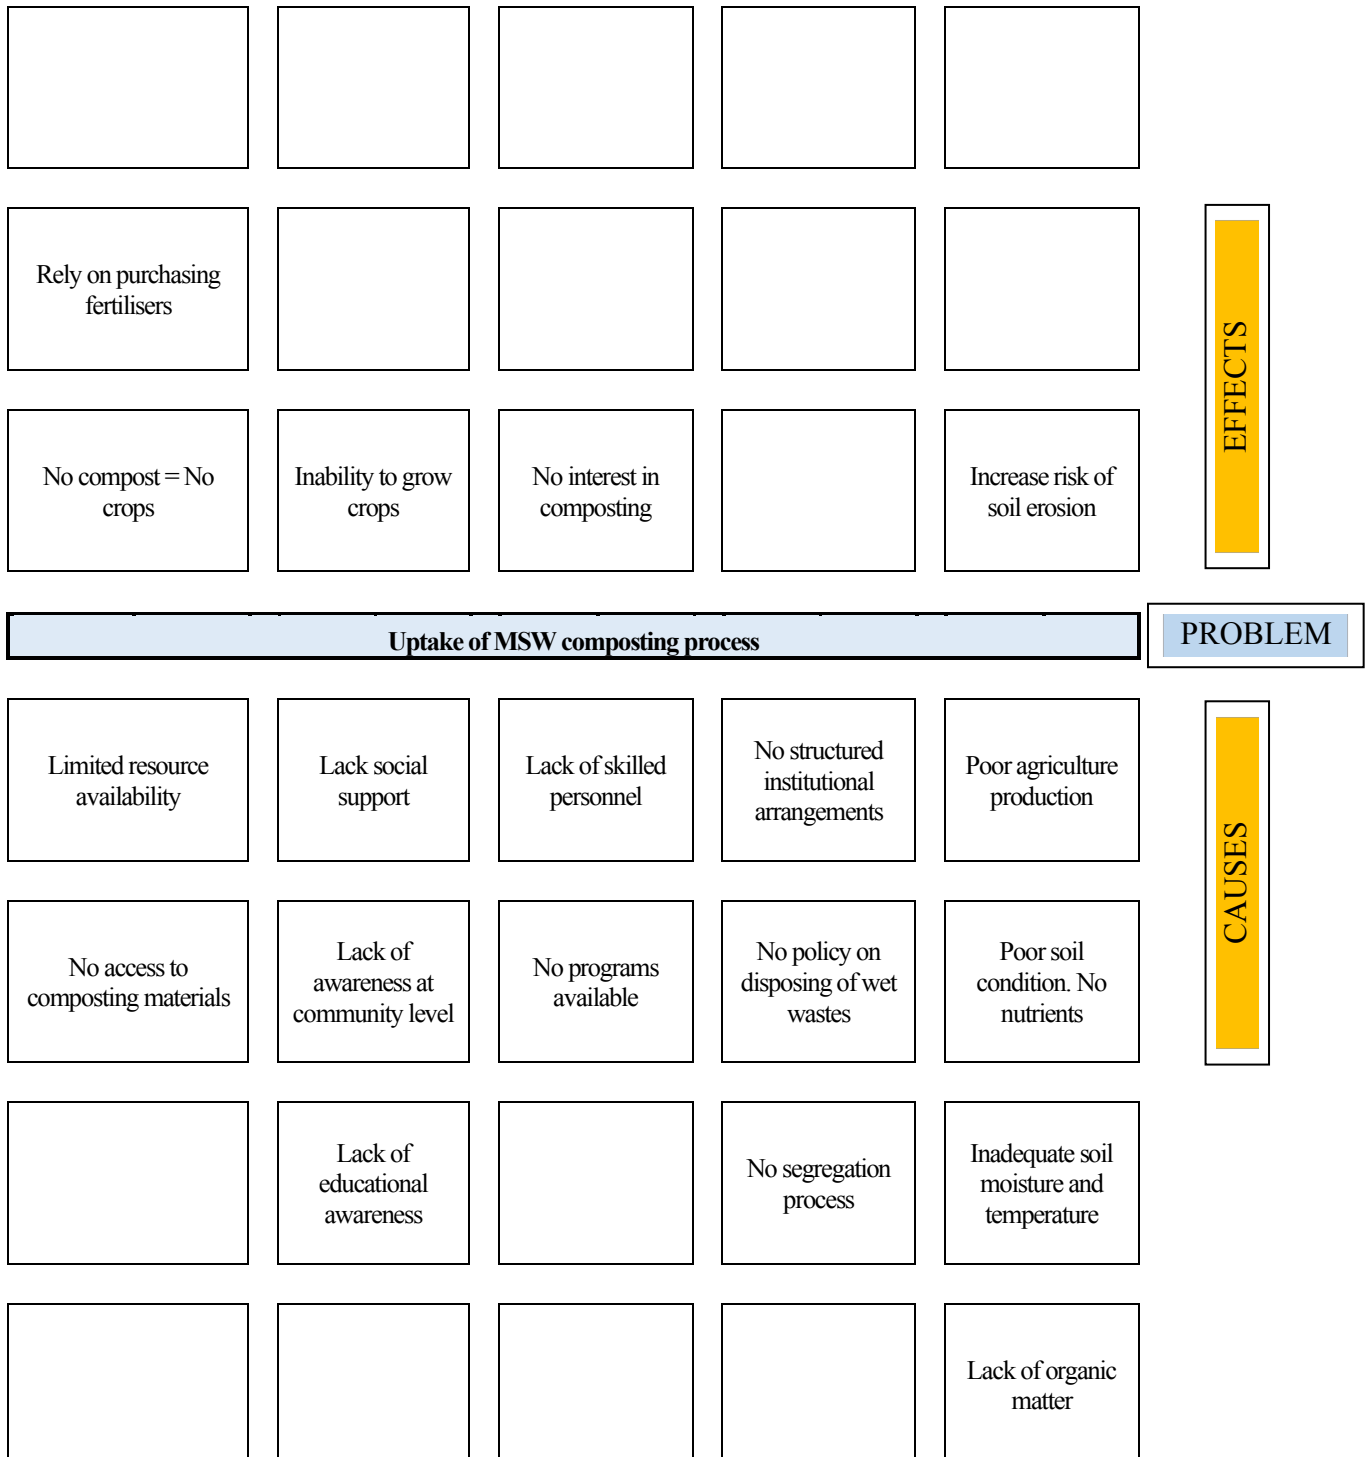 Rely on purchasing
fertilisers
EFFECTS
No compost = No
crops
Inability to grow
crops
No interest in
composting
Increase risk of
soil erosion
Uptake of MSW composting process
PROBLEM
Limited resource
availability
Lack social
support
Lack of skilled
personnel
No structured
institutional
arrangements
Poor agriculture
production
CAUSES
No access to
composting materials
Lack of
awareness at
community level
No programs
available
No policy on
disposing of wet
wastes
Poor soil
condition. No
nutrients
Lack of
educational
awareness
No segregation
process
Inadequate soil
moisture and
temperature
Lack of organic
matter